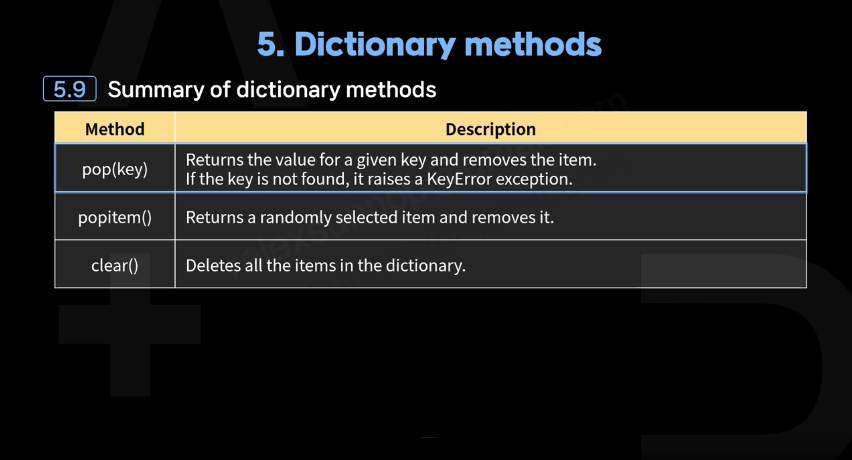 5. Dictionary methods
5.9 Summary of dictionary methods
Method Description
pop(key) Returns the value for a given key and removes the item.
If the key is not found, it raises a KeyError exception.
popitem() Returns a randomly selected item and removes it.
clear() Deletes all the items in the dictionary.